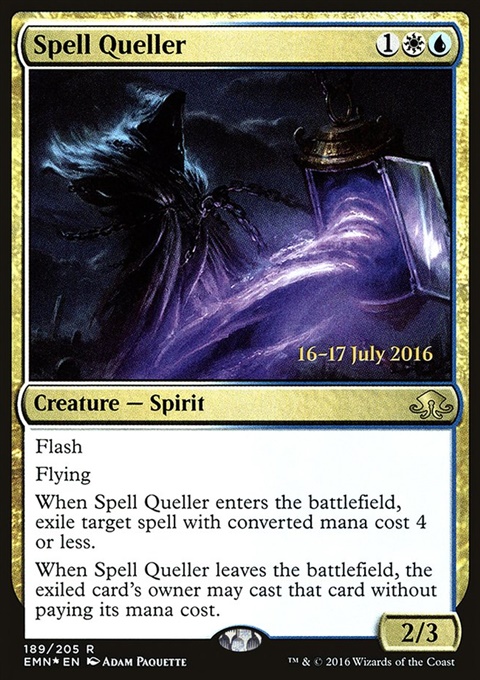 Spell Queller 1
16–17 July 2016
Creature — Spirit
Flash
Flying
When Spell Queller enters the battlefield,
exile target spell with converted mana cost 4
or less.
When Spell Queller leaves the battlefield, the
exiled card's owner may cast that card without
paying its mana cost.
2/3
189/205 R
EMN★EN Adam Paquette
™ & © 2016 Wizards of the Coast